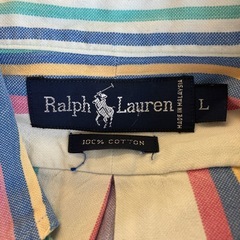 Ralph Lauren
MADE IN MALAYSIA
L
100% COTTON